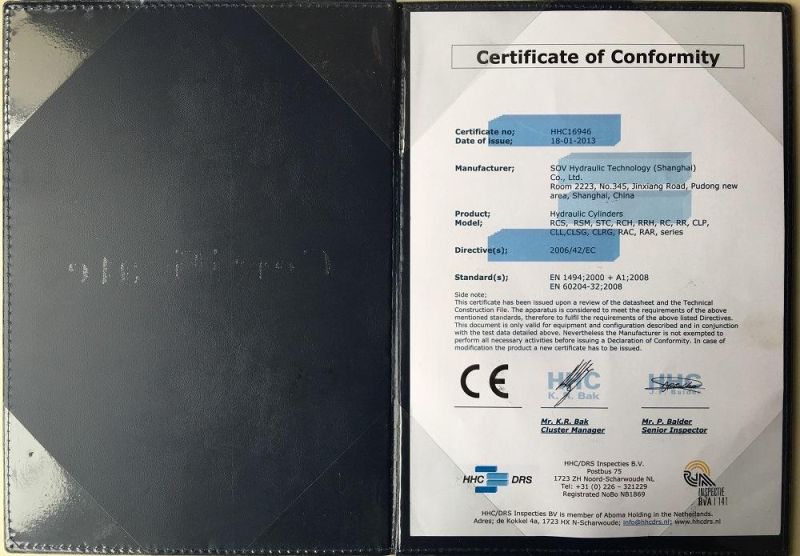 Certificate of Conformity
Certificate no; HHC16946
Date of issue; 18-01-2013
Manufacturer; SOV Hydraulic Technology (Shanghai)
Co., Ltd.
Room 2223, No.345, Jinxiang Road, Pudong new
area, Shanghai, China
Product; Hydraulic Cylinders
Model; RCS, RSM, STC, RCH, RRH, RC, RR, CLP,
CLL,CLSG, CLRG, RAC, RAR, series
Directive(s); 2006/42/EC
Standard(s); EN 1494;2000 + A1;2008
EN 60204-32;2008
Side note;
This certificate has been issued upon a review of the datasheet and the Technical
Construction File. The apparatus is considered to meet the requirements of the above
mentioned standards, therefore to fulfil the requirements of the above listed Directives.
This document is only valid for equipment and configuration described and in conjunction
with the test data detailed above. Nevertheless the Manufacturer is not exempted to
perform all necessary activities before issuing a Declaration of Conformity. In case of
modification the product a new certificate has to be issued.
CE
HHC HHS
K. R. Bak J.P. Balder
Mr. K.R. Bak Mr. P. Balder
Cluster Manager Senior Inspector
HHC DRS
HHC/DRS Inspecties B.V.
Postbus 75
1723 ZH Noord-Scharwoude NL
Tel: +31 (0) 226 – 321229
Registrated NoBo NB1869
INSPECTIE
RvA I 141
HHC/DRS Inspecties BV is member of Aboma Holding in the Netherlands.
Adres; de Kokkel 4a, 1723 HX N-Scharwoude; info@hhcdrs.nl; www.hhcdrs.nl